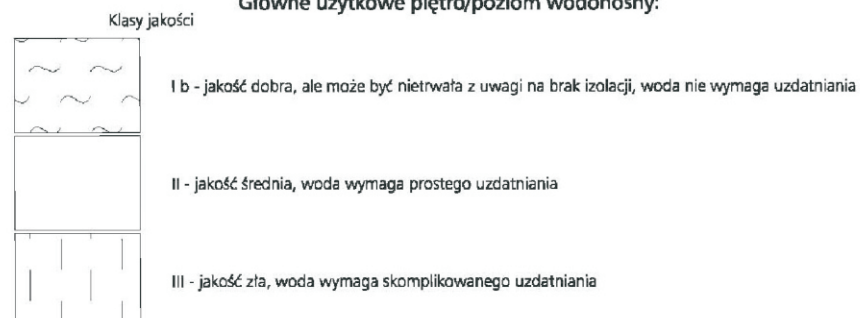 Główne użytkowe piętro/poziom wodonośny:
Klasy jakości
I b - jakość dobra, ale może być nietrwała z uwagi na brak izolacji, woda nie wymaga uzdatniania
II - jakość średnia, woda wymaga prostego uzdatniania
III - jakość zła, woda wymaga skomplikowanego uzdatniania